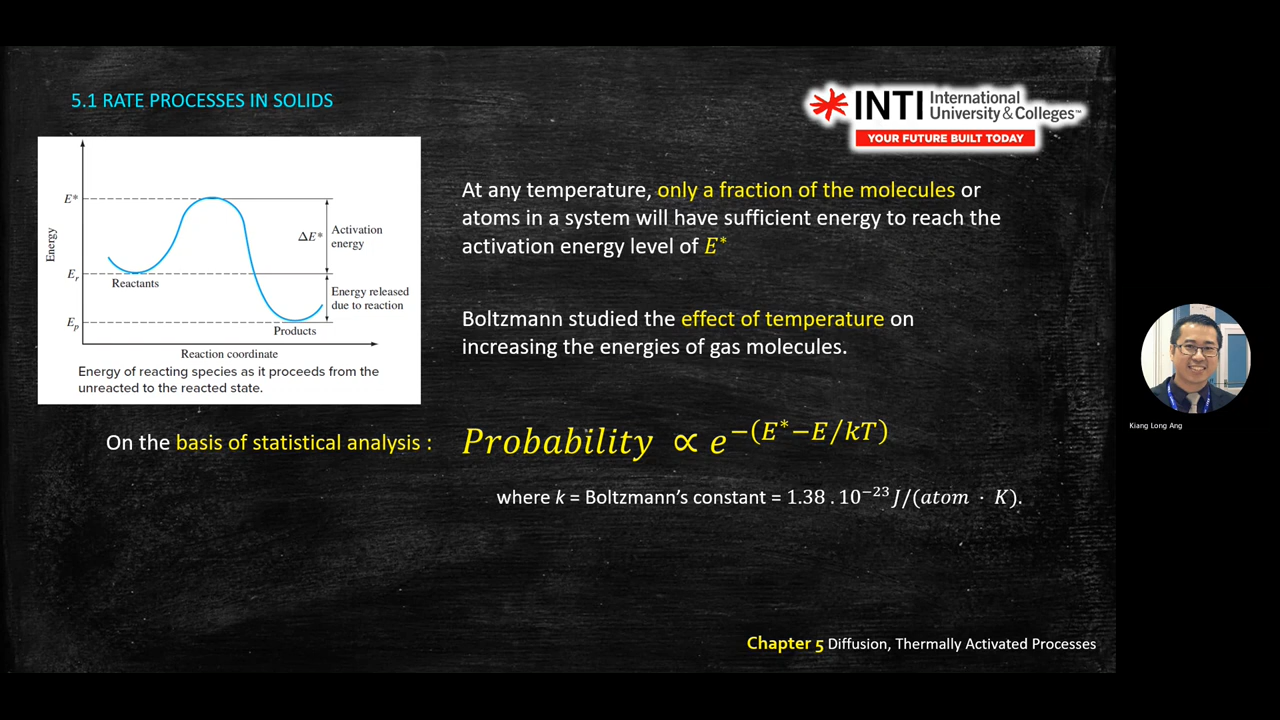 5.1 RATE PROCESSES IN SOLIDS
INTI International University & Colleges™
YOUR FUTURE BUILT TODAY
E*
Energy
ΔE*
Activation
energy
E_r
Reactants
Energy released
due to reaction
E_p
Products
Reaction coordinate
Energy of reacting species as it proceeds from the
unreacted to the reacted state.
At any temperature, only a fraction of the molecules or
atoms in a system will have sufficient energy to reach the
activation energy level of E*
Boltzmann studied the effect of temperature on
increasing the energies of gas molecules.
On the basis of statistical analysis : Probability ∝ e^−(E*−E/kT)
where k = Boltzmann's constant = 1.38 . 10^−23 J/(atom · K).
Kiang Long Ang
Chapter 5 Diffusion, Thermally Activated Processes